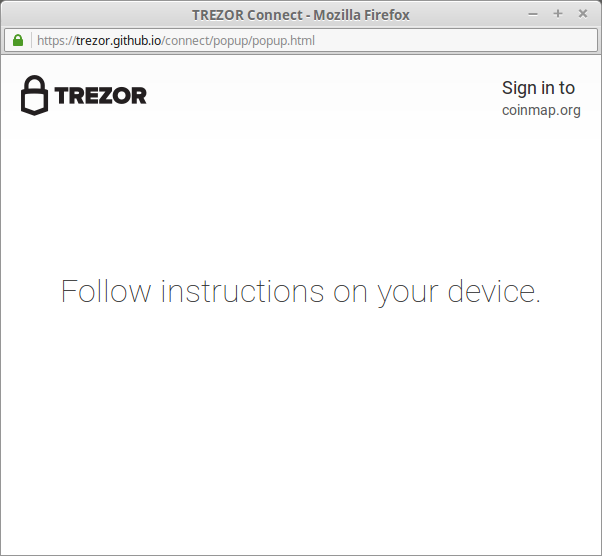 TREZOR Connect - Mozilla Firefox
https://trezor.github.io/connect/popup/popup.html
TREZOR
Sign in to
coinmap.org
Follow instructions on your device.